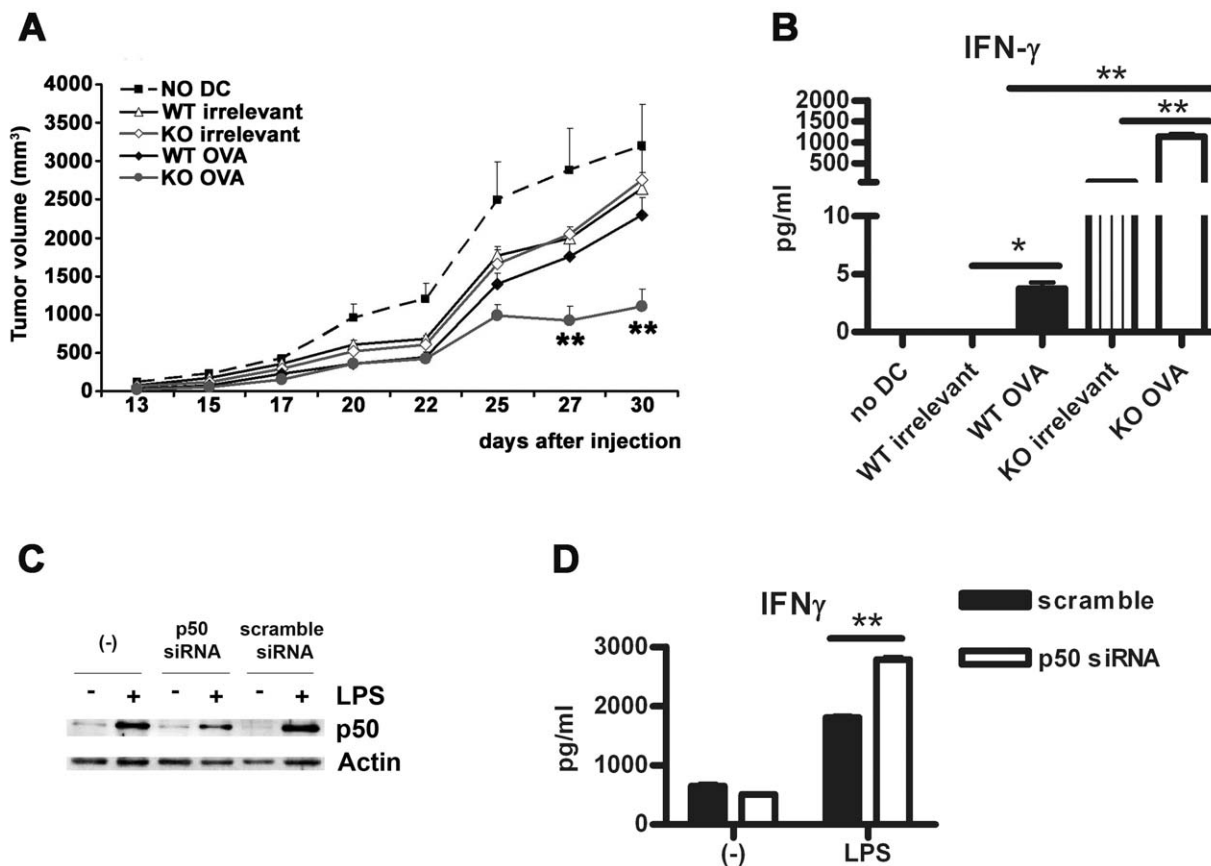 A
4000
3500
3000
2500
2000
1500
1000
500
0
Tumor volume (mm³)
NO DC
WT irrelevant
KO irrelevant
WT OVA
KO OVA
**
**
13 15 17 20 22 25 27 30
days after injection
B
IFN-γ
**
**
*
2000
1500
1000
500
10
5
0
pg/ml
no DC
WT irrelevant
WT OVA
KO irrelevant
KO OVA
C
(-)
p50
siRNA
scramble
siRNA
- + - + - + LPS
p50
Actin
D
IFNγ
**
scramble
p50 siRNA
3000
2000
1000
0
pg/ml
(-) LPS